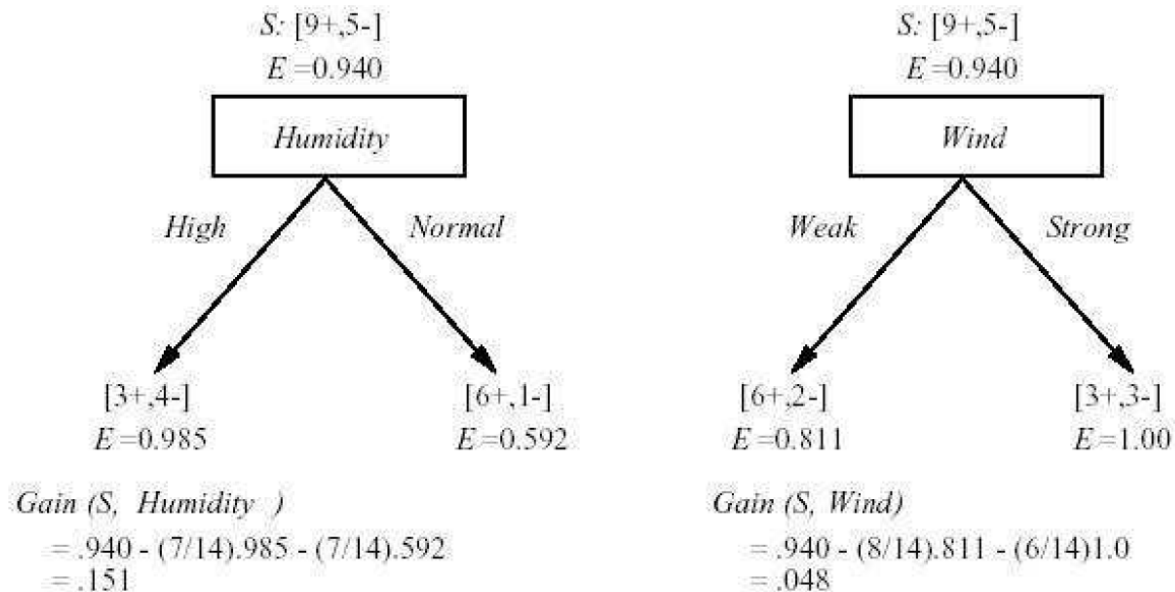 S: [9+,5-]
E =0.940
Humidity
High
Normal
[3+,4-]
E=0.985
[6+,1-]
E=0.592
Gain (S, Humidity )
= .940 - (7/14).985 - (7/14).592
= .151
S: [9+,5-]
E =0.940
Wind
Weak
Strong
[6+,2-]
E=0.811
[3+,3-]
E=1.00
Gain (S, Wind)
= .940 - (8/14).811 - (6/14)1.0
= .048